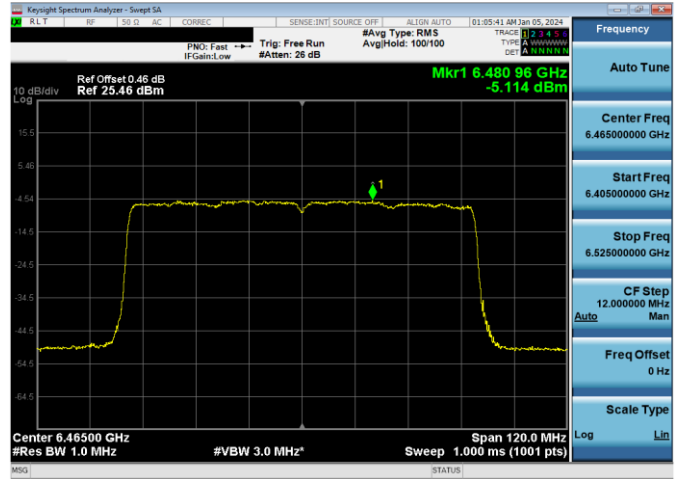 Keysight Spectrum Analyzer - Swept SA
RLT RF 50 Ω AC CORREC SENSE:INT SOURCE OFF ALIGN AUTO 01:05:41 AM Jan 05, 2024
#Avg Type: RMS
TRACE 1 2 3 4 5 6
PNO: Fast Trig: Free Run Avg|Hold: 100/100
TYPE A WWWWW
IFGain:Low #Atten: 26 dB
DET A N N N N N
Ref Offset 0.46 dB
Mkr1 6.480 96 GHz
10 dB/div Ref 25.46 dBm
-5.114 dBm
Log
15.5
5.46
-4.54
-14.5
-24.5
-34.5
-44.5
-54.5
-64.5
1
Center 6.46500 GHz
Span 120.0 MHz
#Res BW 1.0 MHz #VBW 3.0 MHz* Sweep 1.000 ms (1001 pts)
MSG STATUS
Frequency
Auto Tune
Center Freq
6.465000000 GHz
Start Freq
6.405000000 GHz
Stop Freq
6.525000000 GHz
CF Step
12.000000 MHz
Auto Man
Freq Offset
0 Hz
Scale Type
Log Lin